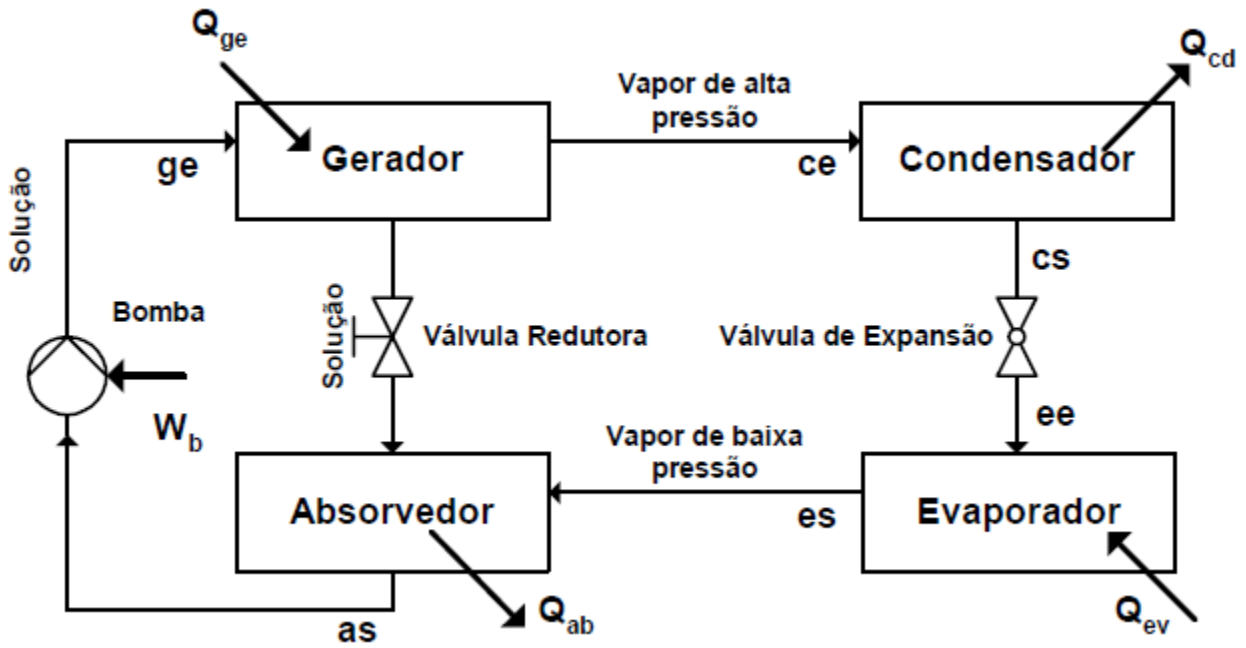 Qge
Qcd
Vapor de alta
pressão
Gerador
Condensador
ge
ce
Solução
cs
Bomba
Solução
Válvula Redutora
Válvula de Expansão
Wb
ee
Vapor de baixa
pressão
Absorvedor
Evaporador
es
Qab
Qev
as